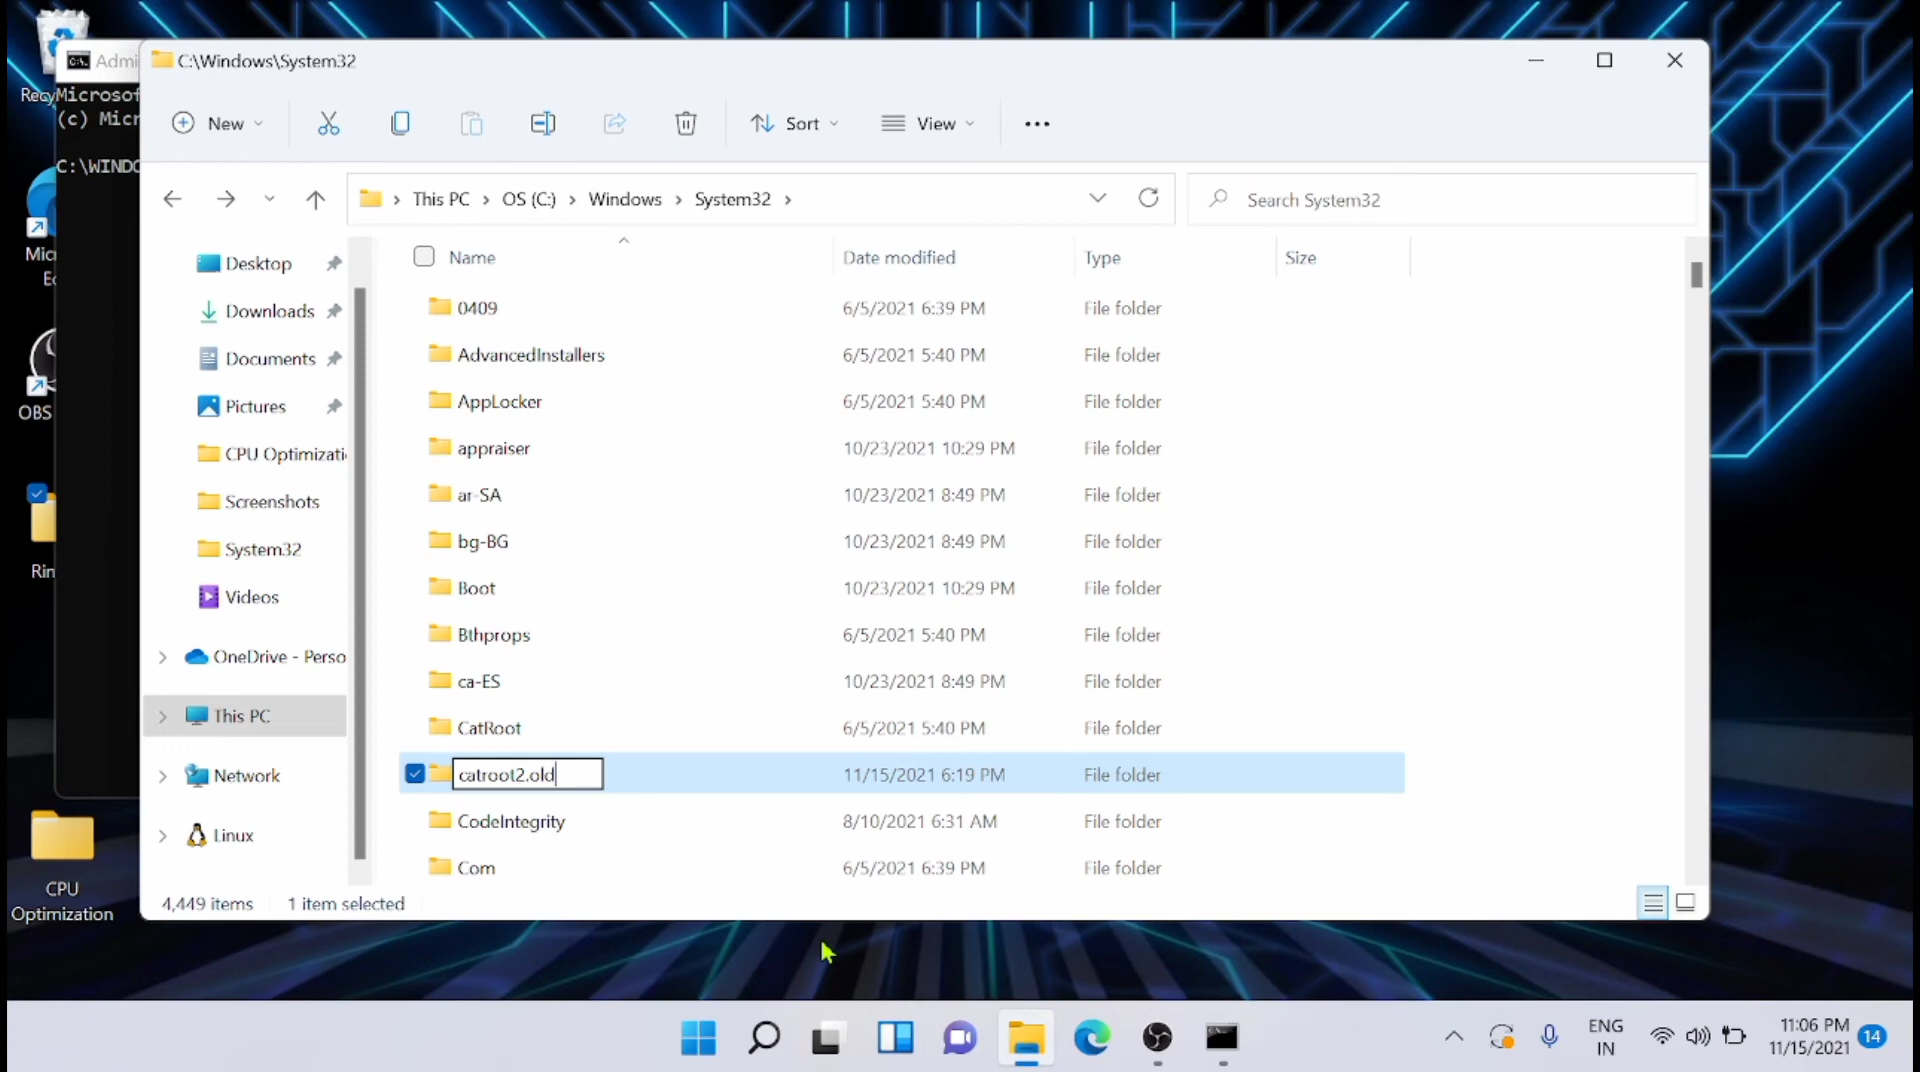 C:\Windows\System32
Admi
Recy
Microsof
(c) Micr
C:\WINDO
New
Sort
View
This PC
OS (C:)
Windows
System32
Search System32
Name
Date modified
Type
Size
Mic
Ec
OBS
Rin
CPU
Optimization
Desktop
Downloads
Documents
Pictures
CPU Optimizati
Screenshots
System32
Videos
OneDrive - Perso
This PC
Network
Linux
0409 6/5/2021 6:39 PM File folder
AdvancedInstallers 6/5/2021 5:40 PM File folder
AppLocker 6/5/2021 5:40 PM File folder
appraiser 10/23/2021 10:29 PM File folder
ar-SA 10/23/2021 8:49 PM File folder
bg-BG 10/23/2021 8:49 PM File folder
Boot 10/23/2021 10:29 PM File folder
Bthprops 6/5/2021 5:40 PM File folder
ca-ES 10/23/2021 8:49 PM File folder
CatRoot 6/5/2021 5:40 PM File folder
catroot2.old 11/15/2021 6:19 PM File folder
CodeIntegrity 8/10/2021 6:31 AM File folder
Com 6/5/2021 6:39 PM File folder
4,449 items 1 item selected
ENG
IN
11:06 PM
11/15/2021
14